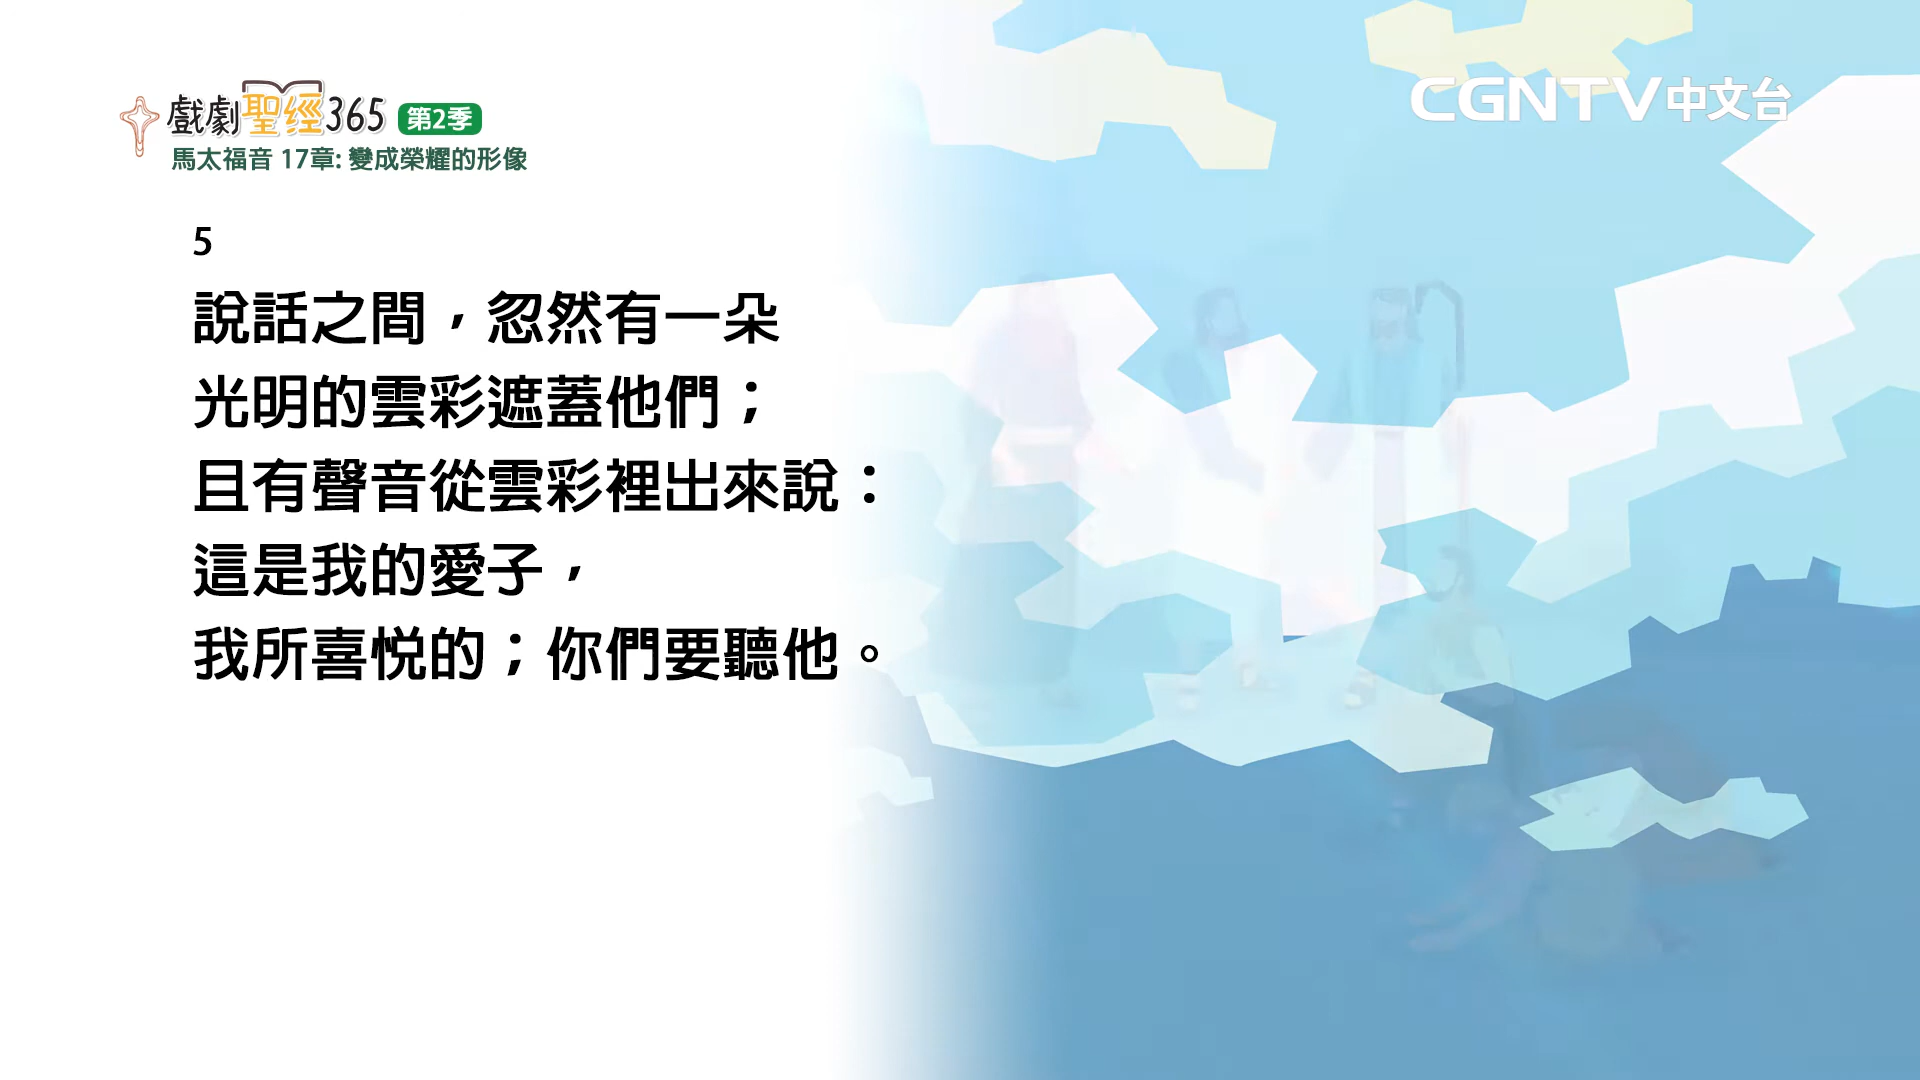 戲劇聖經365 第2季
CGNTV中文台
馬太福音 17章: 變成榮耀的形像
5
說話之間，忽然有一朵
光明的雲彩遮蓋他們；
且有聲音從雲彩裡出來說：
這是我的愛子，
我所喜悦的；你們要聽他。